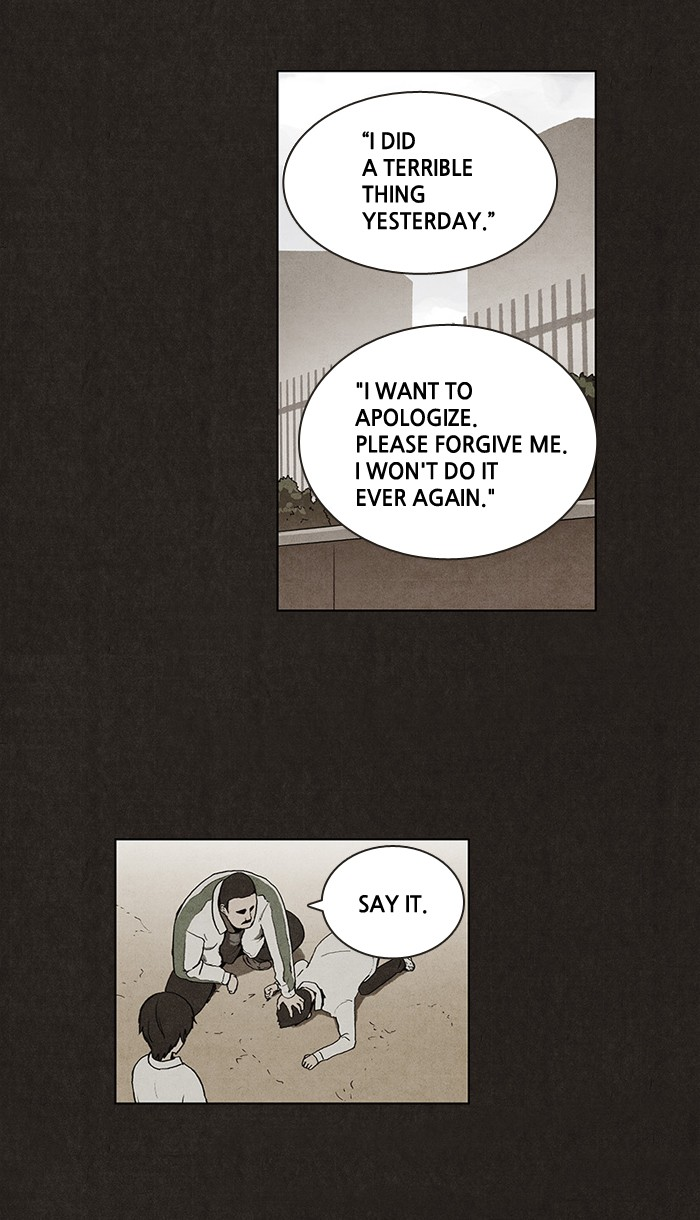 “I DID
A TERRIBLE
THING
YESTERDAY.”
"I WANT TO
APOLOGIZE.
PLEASE FORGIVE ME.
I WON'T DO IT
EVER AGAIN."
SAY IT.